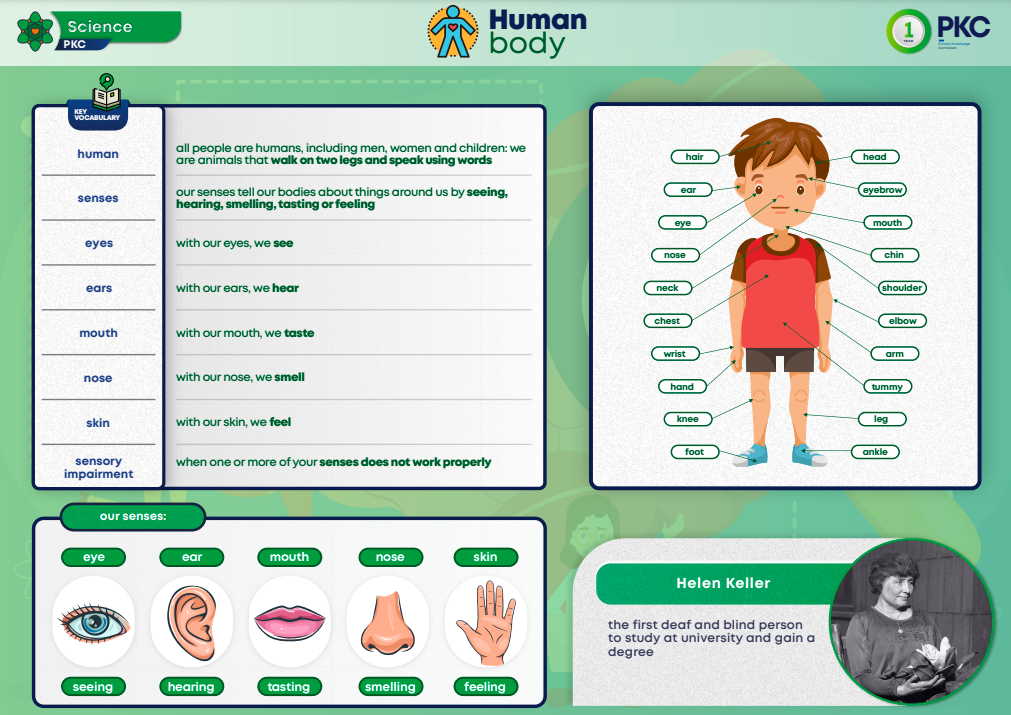 Science
PKC
Human
body
1
YEAR
PKC
Primary Knowledge
Curriculum
KEY
VOCABULARY
human
all people are humans, including men, women and children: we
are animals that walk on two legs and speak using words
senses
our senses tell our bodies about things around us by seeing,
hearing, smelling, tasting or feeling
eyes
with our eyes, we see
ears
with our ears, we hear
mouth
with our mouth, we taste
nose
with our nose, we smell
skin
with our skin, we feel
sensory
impairment
when one or more of your senses does not work properly
hair
head
ear
eyebrow
eye
mouth
nose
chin
neck
shoulder
chest
elbow
wrist
arm
hand
tummy
knee
leg
foot
ankle
our senses:
eye
ear
mouth
nose
skin
seeing
hearing
tasting
smelling
feeling
Helen Keller
the first deaf and blind person
to study at university and gain a
degree